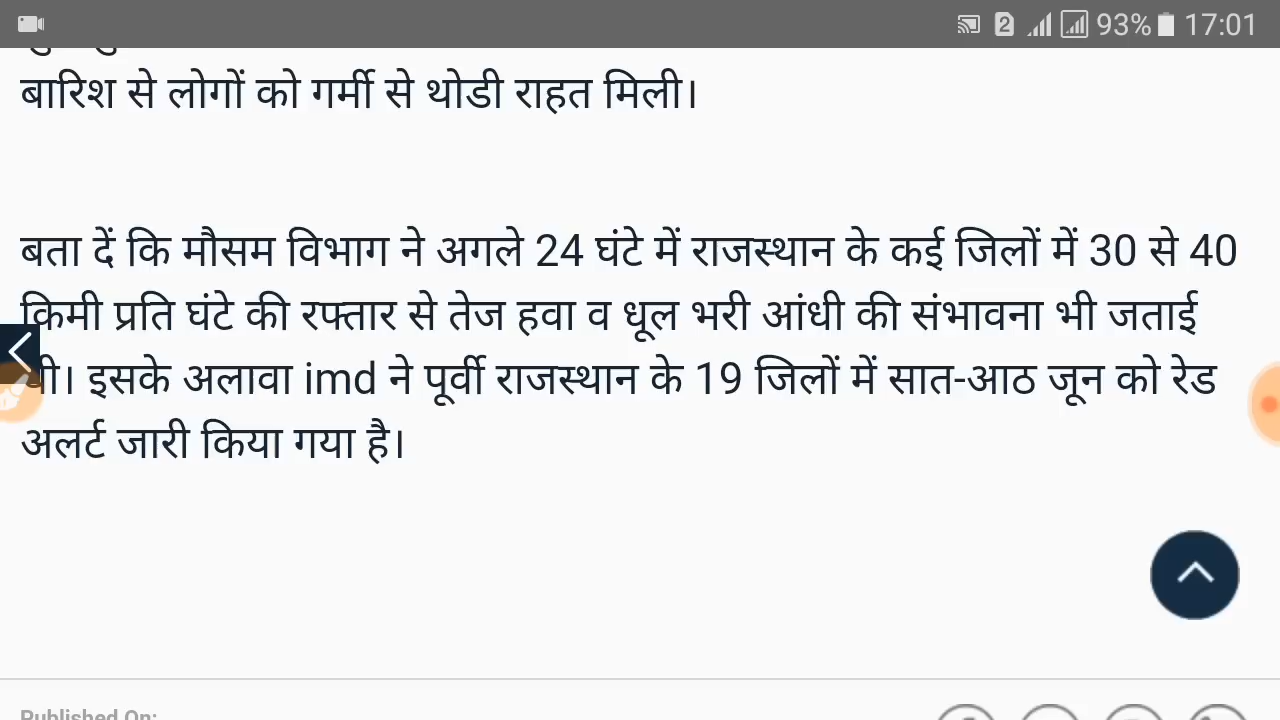 93% 17:01
बारिश से लोगों को गर्मी से थोडी राहत मिली।
बता दें कि मौसम विभाग ने अगले 24 घंटे में राजस्थान के कई जिलों में 30 से 40
किमी प्रति घंटे की रफ्तार से तेज हवा व धूल भरी आंधी की संभावना भी जताई
इसके अलावा imd ने पूर्वी राजस्थान के 19 जिलों में सात-आठ जून को रेड
अलर्ट जारी किया गया है।
Published On: